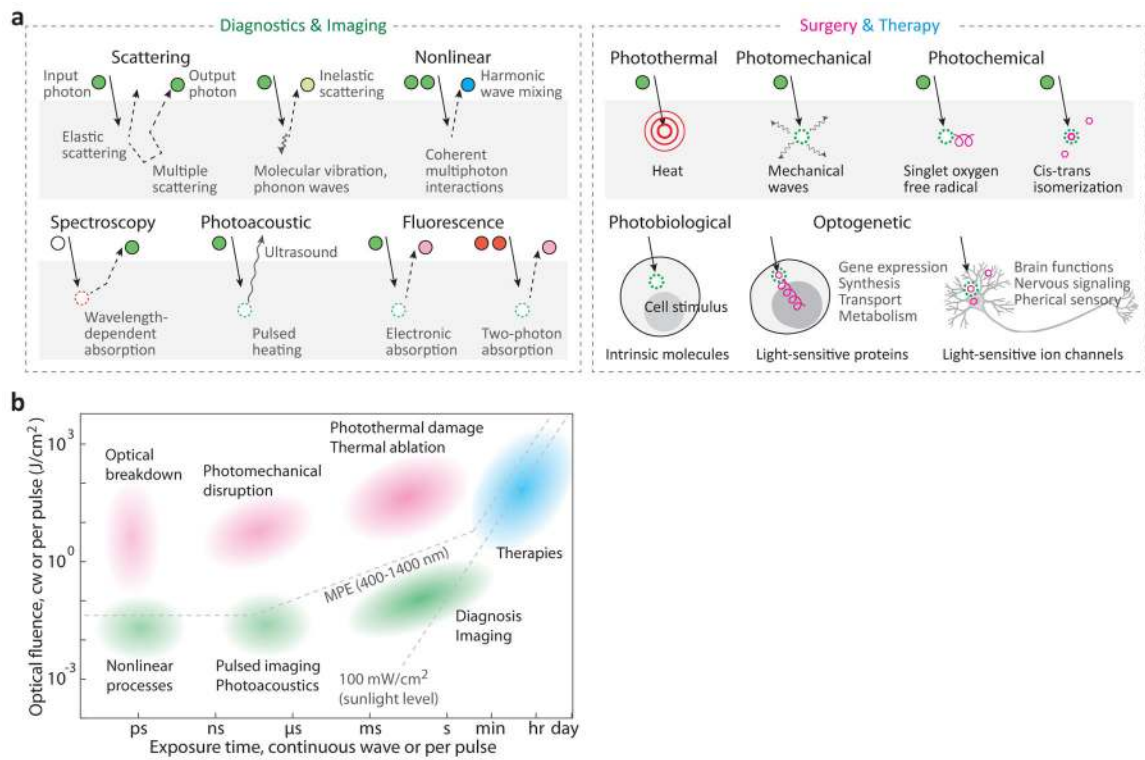 a
Diagnostics & Imaging
Scattering
Nonlinear
Input
photon
Output
photon
Inelastic
scattering
Harmonic
wave mixing
Elastic
scattering
Multiple
scattering
Molecular vibration,
phonon waves
Coherent
multiphoton
interactions
Spectroscopy
Photoacoustic
Fluorescence
Ultrasound
Wavelength-
dependent
absorption
Pulsed
heating
Electronic
absorption
Two-photon
absorption
Surgery & Therapy
Photothermal
Photomechanical
Photochemical
Heat
Mechanical
waves
Singlet oxygen
free radical
Cis-trans
isomerization
Photobiological
Optogenetic
Cell stimulus
Gene expression
Synthesis
Transport
Metabolism
Brain functions
Nervous signaling
Pherical sensory
Intrinsic molecules
Light-sensitive proteins
Light-sensitive ion channels
b
Optical fluence, cw or per pulse (J/cm²)
10³
10⁰
10⁻³
Optical
breakdown
Photomechanical
disruption
Photothermal damage
Thermal ablation
Therapies
MPE (400-1400 nm)
Diagnosis
Imaging
Nonlinear
processes
Pulsed imaging
Photoacoustics
100 mW/cm²
(sunlight level)
ps
ns
μs
ms
s
min
hr
day
Exposure time, continuous wave or per pulse